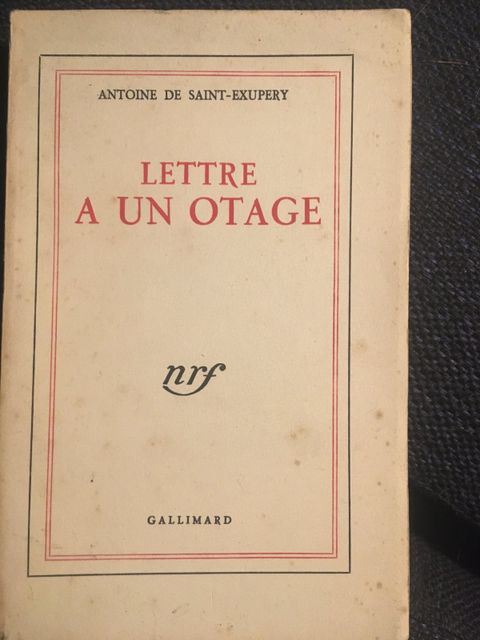 ANTOINE DE SAINT-EXUPERY
LETTRE
A UN OTAGE
nrf
GALLIMARD